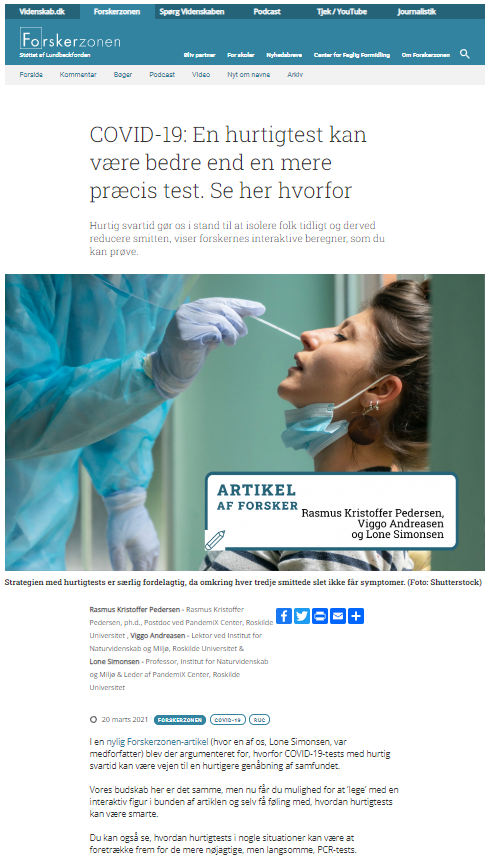 Videnskab.dk Forskerzonen Spørg Videnskaben Podcast Tjek / YouTube Journalistik
Forskerzonen
Støttet af Lundbeckfonden
Bliv partner For skoler Nyhedsbreve Center for Faglig Formidling Om Forskerzonen
Forside Kommentar Bøger Podcast Video Nyt om navne Arkiv
COVID-19: En hurtigtest kan
være bedre end en mere
præcis test. Se her hvorfor
Hurtig svartid gør os i stand til at isolere folk tidligt og derved
reducere smitten, viser forskernes interaktive beregner, som du
kan prøve.
ARTIKEL
AF FORSKER
Rasmus Kristoffer Pedersen,
Viggo Andreasen
og Lone Simonsen
Strategien med hurtigtests er særlig fordelagtig, da omkring hver tredje smittede slet ikke får symptomer. (Foto: Shutterstock)
Rasmus Kristoffer Pedersen - Rasmus Kristoffer
Pedersen, ph.d., Postdoc ved PandemiX Center, Roskilde
Universitet , Viggo Andreasen - Lektor ved Institut for
Naturvidenskab og Miljø, Roskilde Universitet &
Lone Simonsen - Professor, Institut for Naturvidenskab
og Miljø & Leder af PandemiX Center, Roskilde
Universitet
20 marts 2021 FORSKERZONEN COVID-19 RUC
I en nylig Forskerzonen-artikel (hvor en af os, Lone Simonsen, var
medforfatter) blev der argumenteret for, hvorfor COVID-19-tests med hurtig
svartid kan være vejen til en hurtigere genåbning af samfundet.
Vores budskab her er det samme, men nu får du mulighed for at 'lege' med en
interaktiv figur i bunden af artiklen og selv få føling med, hvordan hurtigtests
kan være smarte.
Du kan også se, hvordan hurtigtests i nogle situationer kan være at
foretrække frem for de mere nøjagtige, men langsomme, PCR-tests.